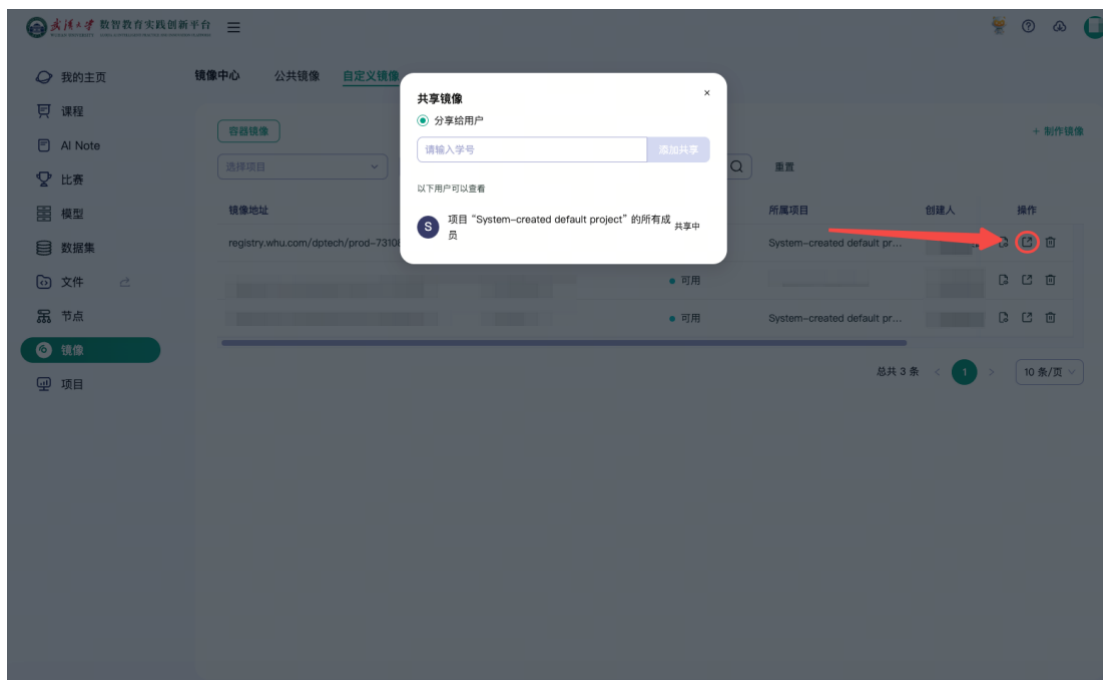 武汉大学 数智教育实践创新平台
我的主页
课程
AI Note
比赛
模型
数据集
文件
节点
镜像
项目
镜像中心 公共镜像 自定义镜像
容器镜像
+ 制作镜像
选择项目
重置
镜像地址 所属项目 创建人 操作
registry.whu.com/dptech/prod-7310 System-created default pr...
可用
可用 System-created default pr...
总共 3 条 < 1 > 10 条/页
共享镜像 ×
分享给用户
请输入学号 添加共享
以下用户可以查看
S 项目 “System-created default project” 的所有成
员 共享中